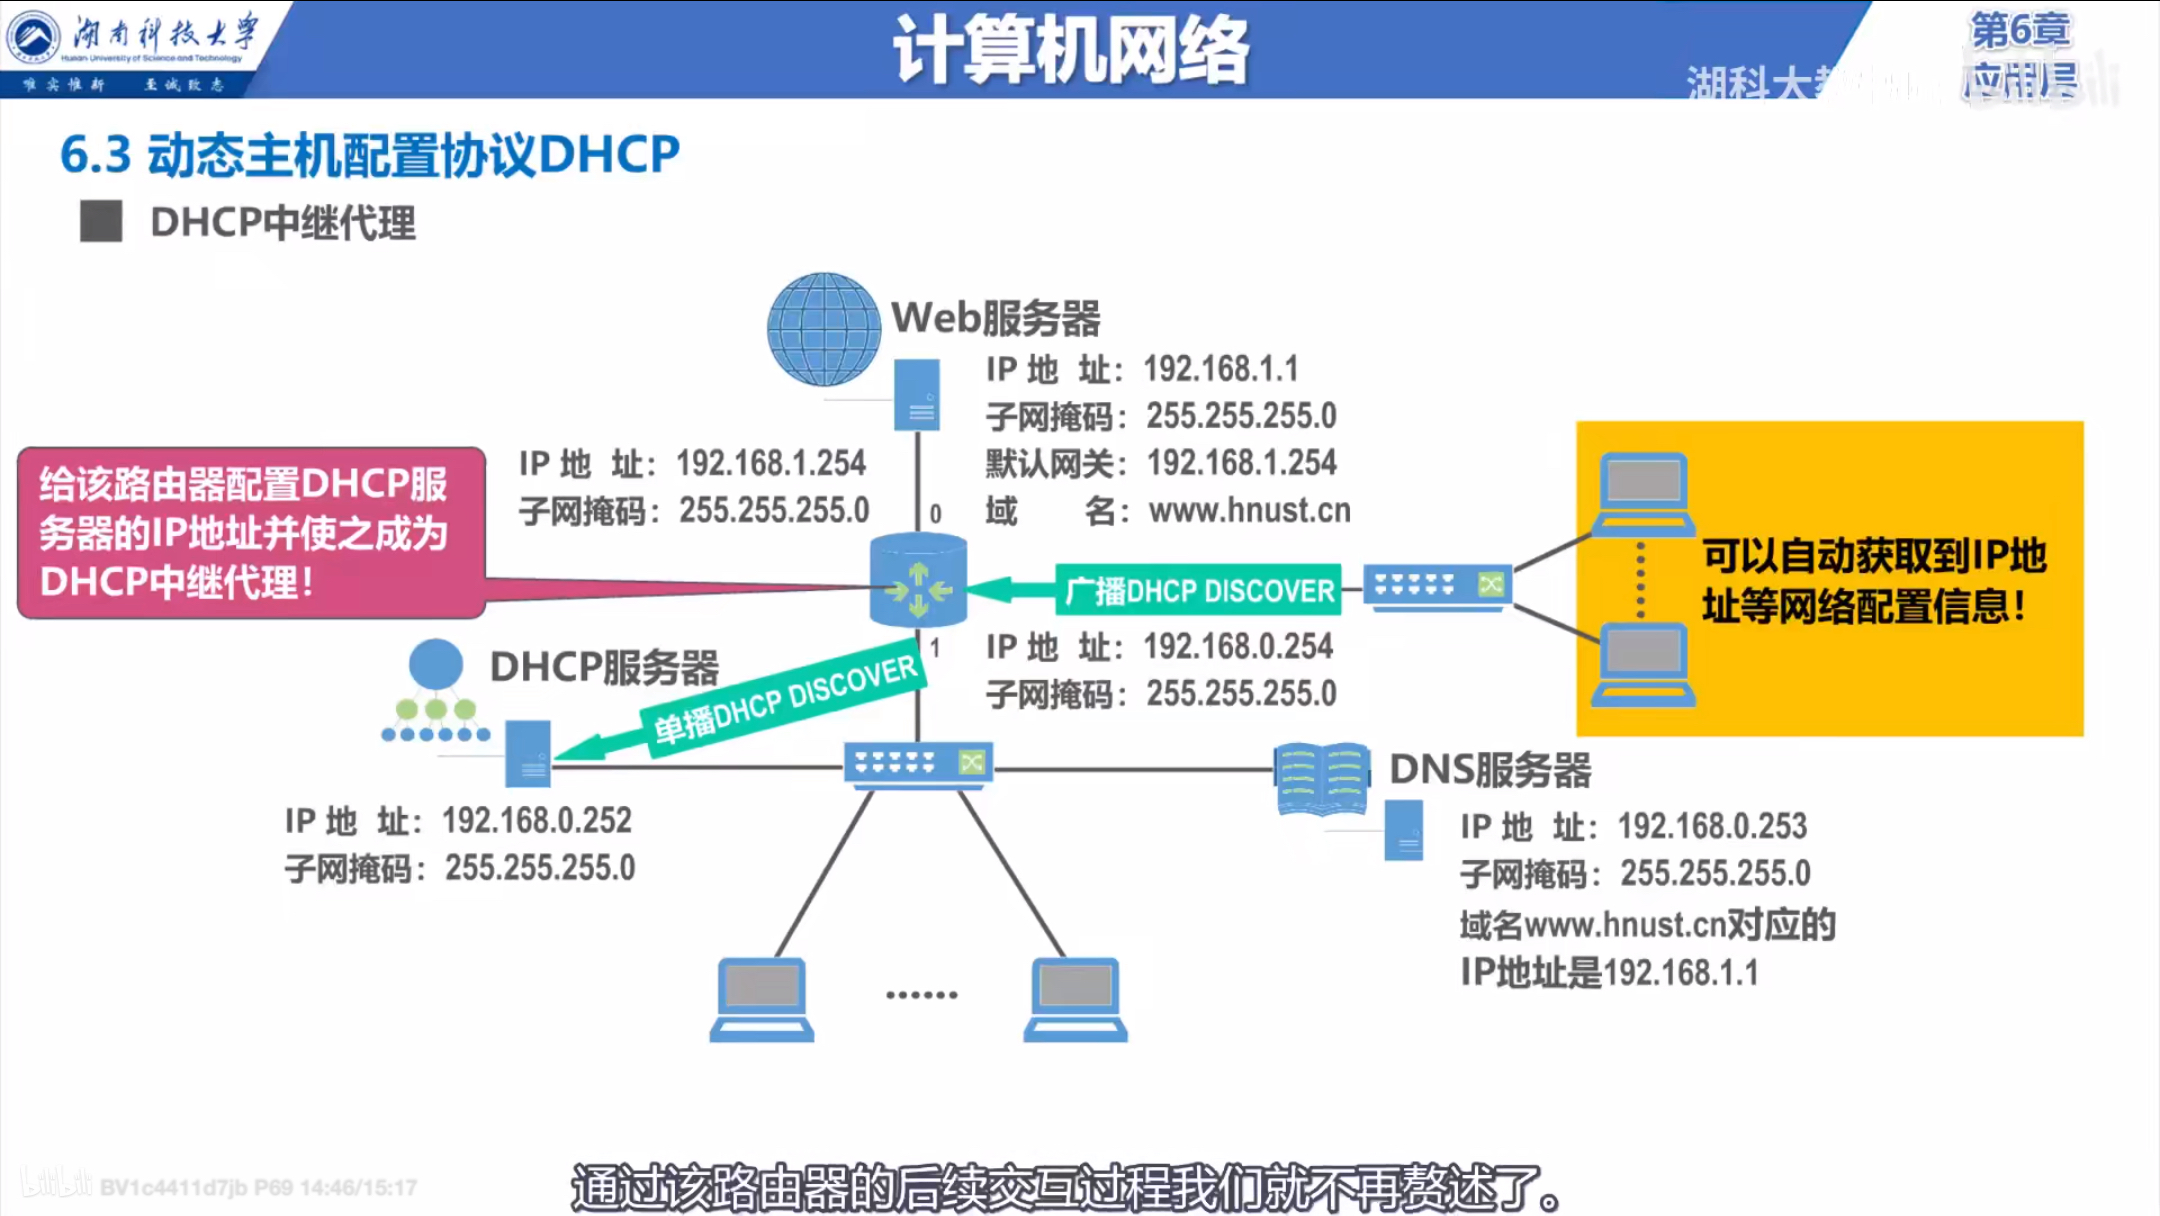 湖南科技大学
Hunan University of Science and Technology
唯实惟新 至诚致志
计算机网络
第6章
应用层
湖科大
bilibili
6.3 动态主机配置协议DHCP
DHCP中继代理
Web服务器
IP 地 址：192.168.1.1
子网掩码：255.255.255.0
默认网关：192.168.1.254
域 名：www.hnust.cn
IP 地 址：192.168.1.254
子网掩码：255.255.255.0
0
给该路由器配置DHCP服
务器的IP地址并使之成为
DHCP中继代理！
广播DHCP DISCOVER
可以自动获取到IP地
址等网络配置信息！
1
IP 地 址：192.168.0.254
子网掩码：255.255.255.0
DHCP服务器
单播DHCP DISCOVER
IP 地 址：192.168.0.252
子网掩码：255.255.255.0
DNS服务器
IP 地 址：192.168.0.253
子网掩码：255.255.255.0
域名www.hnust.cn对应的
IP地址是192.168.1.1
······
通过该路由器的后续交互过程我们就不再赘述了。
bilibili BV1c4411d7jb P69 14:46/15:17